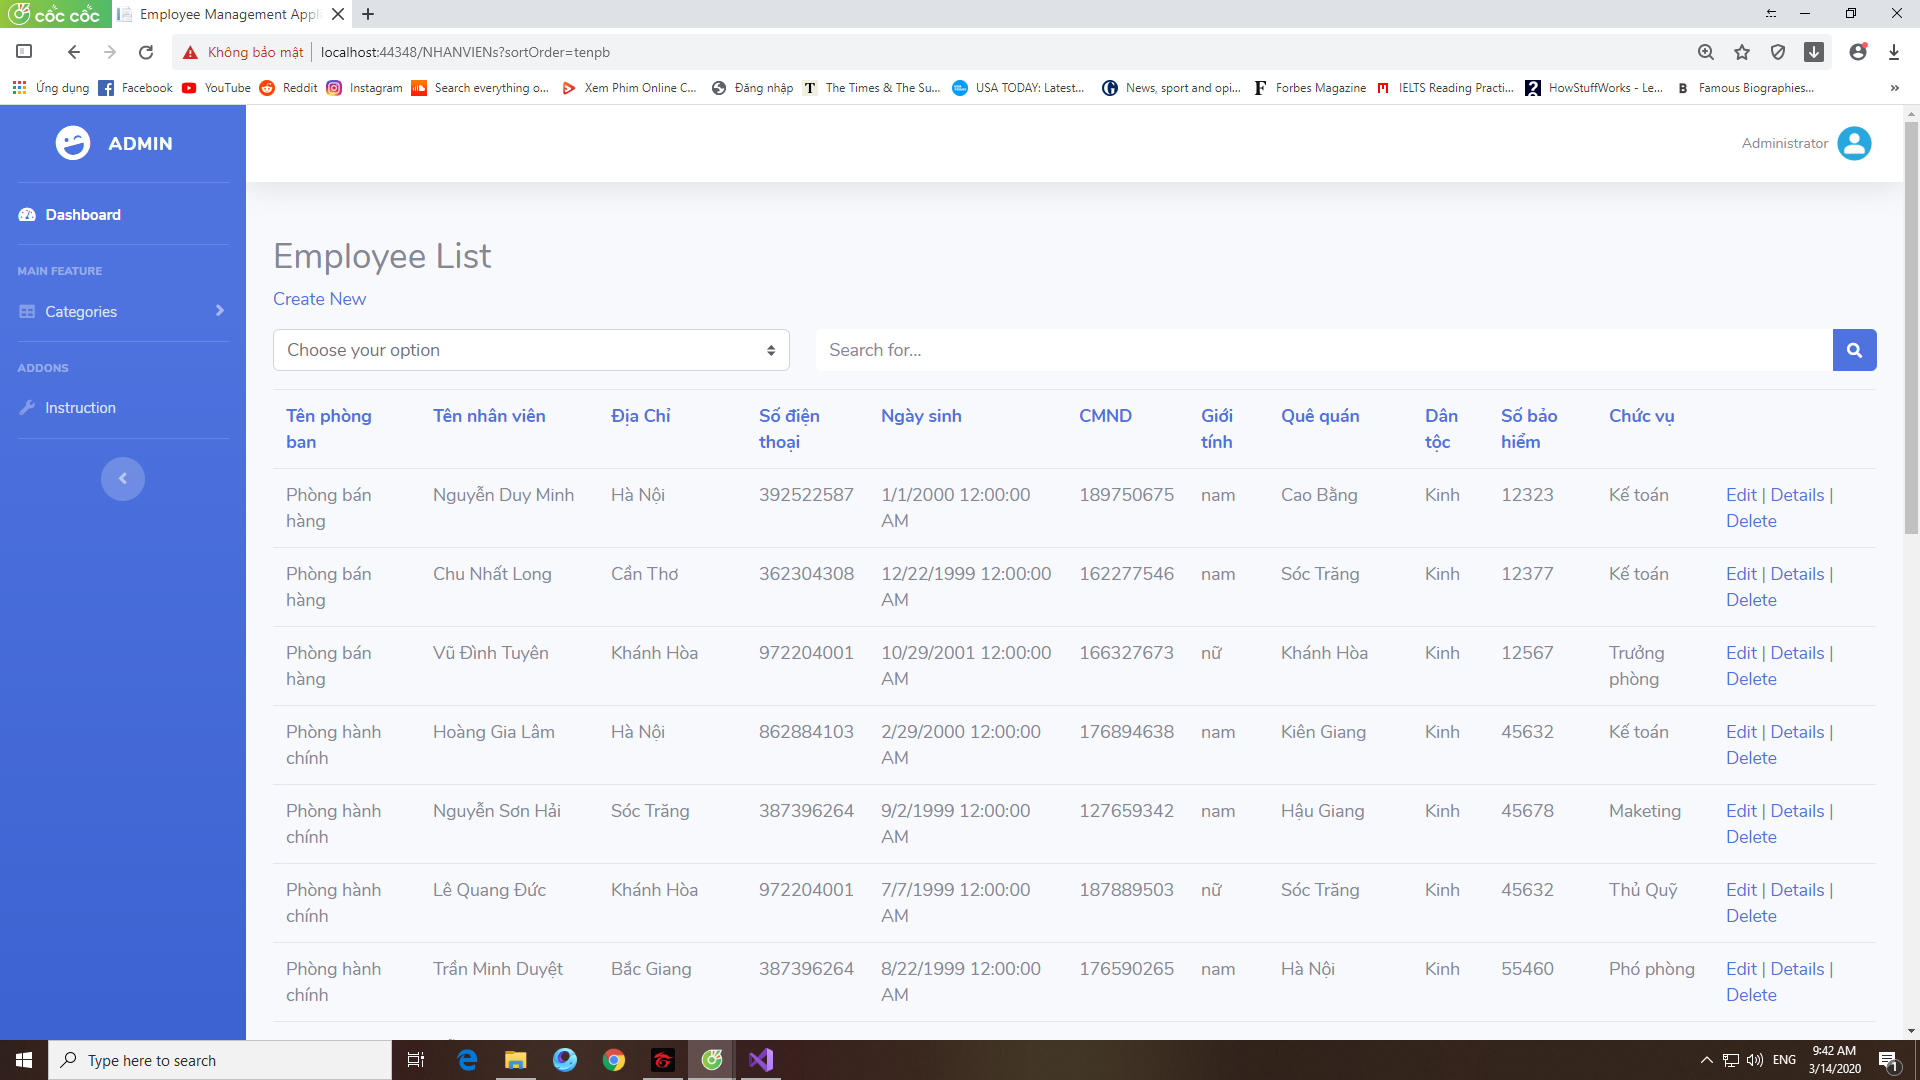 cốc cốc
Employee Management Appli
Không bảo mật
localhost:44348/NHANVIENs?sortOrder=tenpb
Ứng dụng
Facebook
YouTube
Reddit
Instagram
Search everything o...
Xem Phim Online C...
Đăng nhập
The Times & The Su...
USA TODAY: Latest...
News, sport and opi...
Forbes Magazine
IELTS Reading Practi...
HowStuffWorks - Le...
Famous Biographies...
»
ADMIN
Administrator
Dashboard
MAIN FEATURE
Categories
ADDONS
Instruction
Employee List
Create New
Choose your option
Search for...
Tên phòng ban Tên nhân viên Địa Chỉ Số điện thoại Ngày sinh CMND Giới tính Quê quán Dân tộc Số bảo hiểm Chức vụ
Phòng bán hàng Nguyễn Duy Minh Hà Nội 392522587 1/1/2000 12:00:00 AM 189750675 nam Cao Bằng Kinh 12323 Kế toán Edit | Details | Delete
Phòng bán hàng Chu Nhất Long Cần Thơ 362304308 12/22/1999 12:00:00 AM 162277546 nam Sóc Trăng Kinh 12377 Kế toán Edit | Details | Delete
Phòng bán hàng Vũ Đình Tuyên Khánh Hòa 972204001 10/29/2001 12:00:00 AM 166327673 nữ Khánh Hòa Kinh 12567 Trưởng phòng Edit | Details | Delete
Phòng hành chính Hoàng Gia Lâm Hà Nội 862884103 2/29/2000 12:00:00 AM 176894638 nam Kiên Giang Kinh 45632 Kế toán Edit | Details | Delete
Phòng hành chính Nguyễn Sơn Hải Sóc Trăng 387396264 9/2/1999 12:00:00 AM 127659342 nam Hậu Giang Kinh 45678 Maketing Edit | Details | Delete
Phòng hành chính Lê Quang Đức Khánh Hòa 972204001 7/7/1999 12:00:00 AM 187889503 nữ Sóc Trăng Kinh 45632 Thủ Quỹ Edit | Details | Delete
Phòng hành chính Trần Minh Duyệt Bắc Giang 387396264 8/22/1999 12:00:00 AM 176590265 nam Hà Nội Kinh 55460 Phó phòng Edit | Details | Delete
Type here to search
ENG
9:42 AM
3/14/2020
1